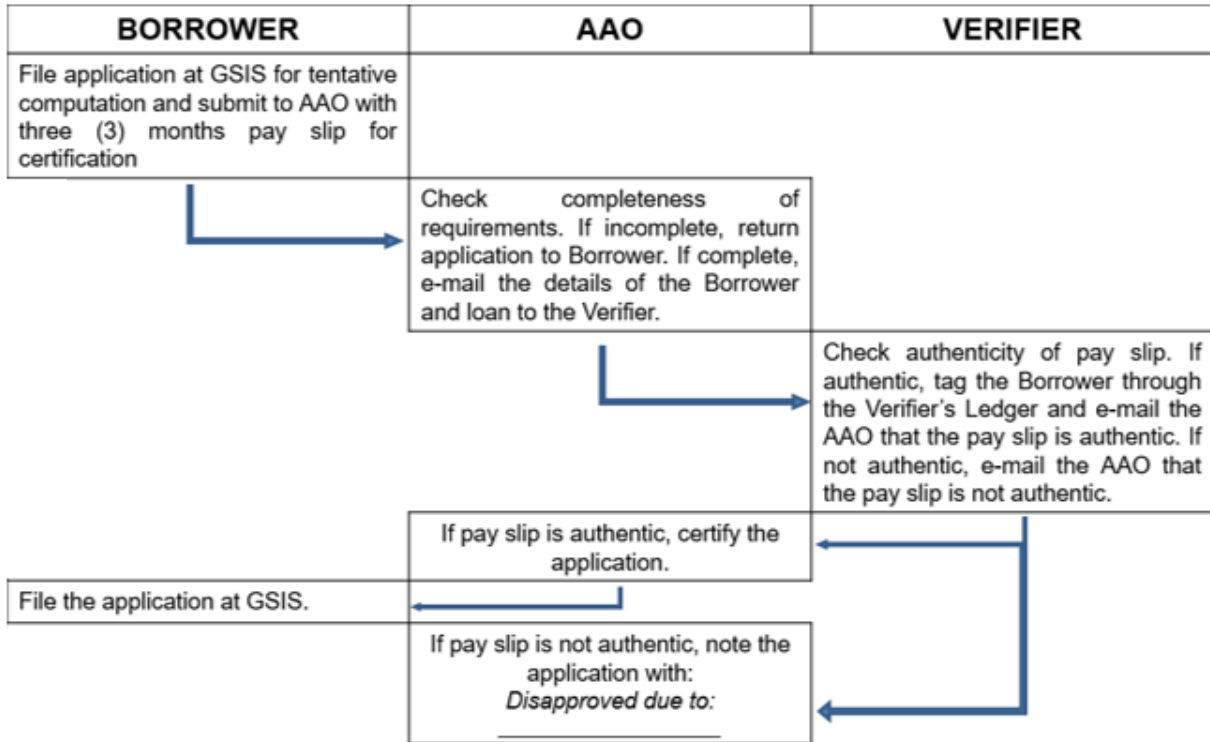 BORROWER
AAO
VERIFIER
File application at GSIS for tentative
computation and submit to AAO with
three (3) months pay slip for
certification
Check completeness of
requirements. If incomplete, return
application to Borrower. If complete,
e-mail the details of the Borrower
and loan to the Verifier.
Check authenticity of pay slip. If
authentic, tag the Borrower through
the Verifier's Ledger and e-mail the
AAO that the pay slip is authentic. If
not authentic, e-mail the AAO that
the pay slip is not authentic.
If pay slip is authentic, certify the
application.
File the application at GSIS.
If pay slip is not authentic, note the
application with:
Disapproved due to: